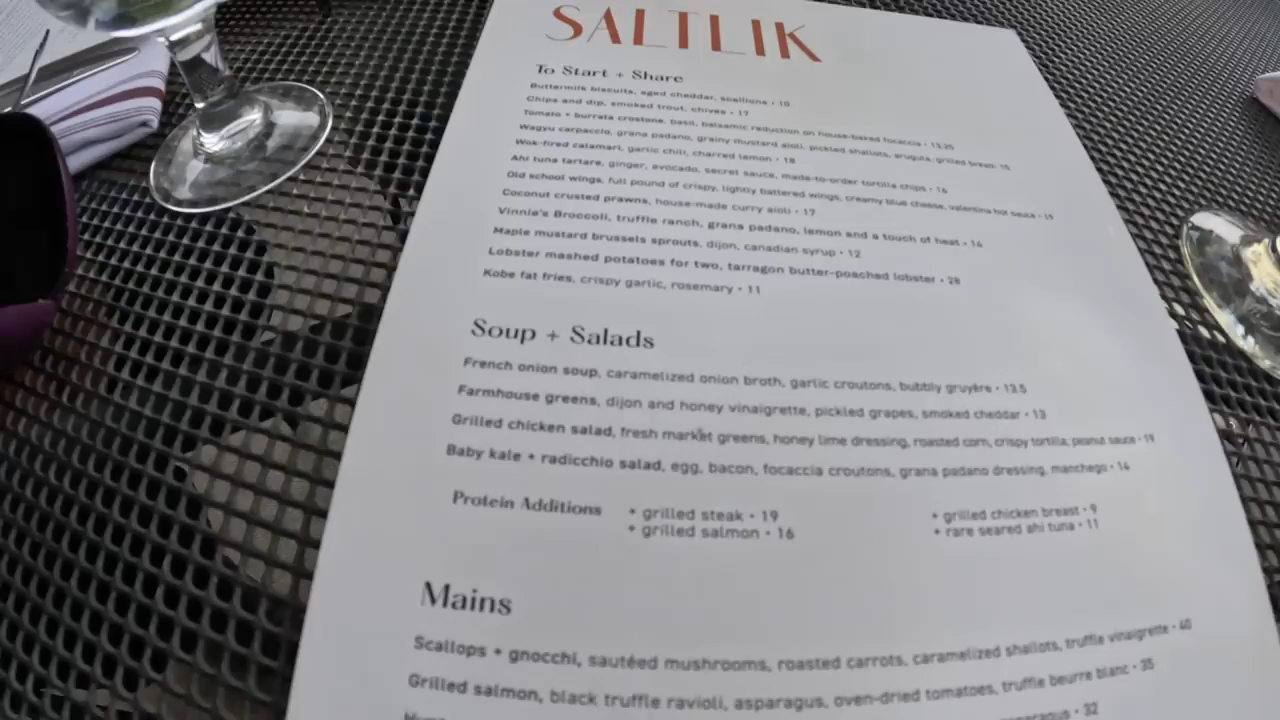 SALTLIK
To Start + Share
Buttermilk biscuits, aged cheddar, scallions • 10
Chips and dip, smoked trout, chives • 17
Tomato + burrata crostone, basil, balsamic reduction on house-baked focaccia • 13.25
Wagyu carpaccio, grana padano, grainy mustard aioli, pickled shallots, arugula, grilled bread
Wok-fired calamari, garlic chili, charred lemon • 18
Ahi tuna tartare, ginger, avocado, secret sauce, made-to-order tortilla chips • 16
Old school wings, full pound of crispy, lightly battered wings, creamy blue cheese, valentina hot sauce • 19
Coconut crusted prawns, house-made curry aioli • 17
Vinnie's Broccoli, truffle ranch, grana padano, lemon and a touch of heat • 14
Maple mustard brussels sprouts, dijon, canadian syrup • 12
Lobster mashed potatoes for two, tarragon butter-poached lobster • 28
Kobe fat fries, crispy garlic, rosemary • 11
Soup + Salads
French onion soup, caramelized onion broth, garlic croutons, bubbly gruyère • 13.5
Farmhouse greens, dijon and honey vinaigrette, pickled grapes, smoked cheddar • 13
Grilled chicken salad, fresh market greens, honey lime dressing, roasted corn, crispy tortilla, peanut sauce • 19
Baby kale + radicchio salad, egg, bacon, focaccia croutons, grana padano dressing, manchego • 14
Protein Additions
+ grilled steak • 19
+ grilled chicken breast • 9
+ grilled salmon • 16
+ rare seared ahi tuna • 11
Mains
Scallops + gnocchi, sautéed mushrooms, roasted carrots, caramelized shallots, truffle vinaigrette • 40
Grilled salmon, black truffle ravioli, asparagus, oven-dried tomatoes, truffle beurre blanc • 35
asparagus • 32